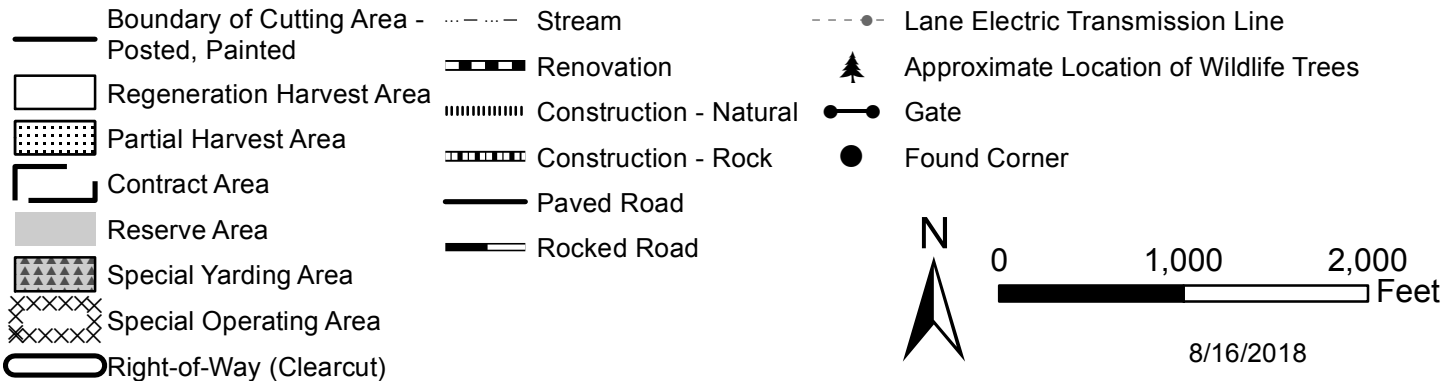 Boundary of Cutting Area -
Posted, Painted
Regeneration Harvest Area
Partial Harvest Area
Contract Area
Reserve Area
Special Yarding Area
Special Operating Area
Right-of-Way (Clearcut)
Stream
Renovation
Construction - Natural
Construction - Rock
Paved Road
Rocked Road
Lane Electric Transmission Line
Approximate Location of Wildlife Trees
Gate
Found Corner
N
0 1,000 2,000
Feet
8/16/2018